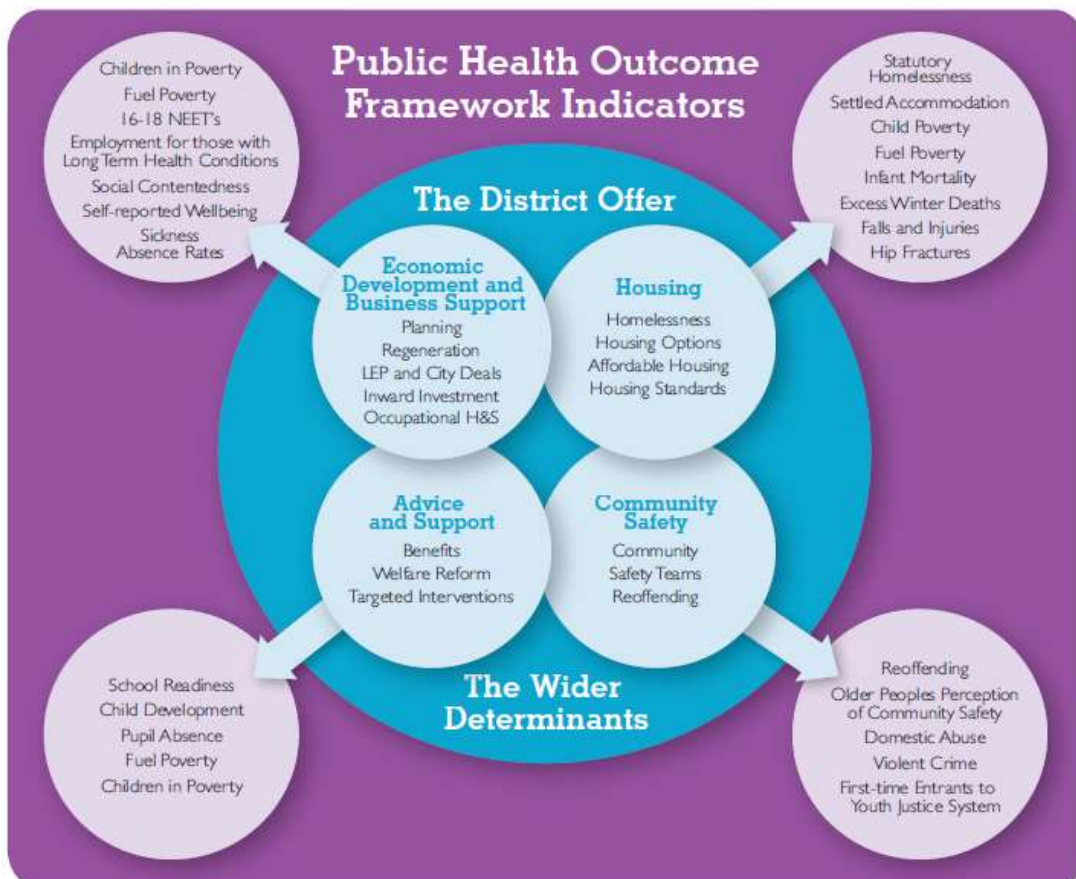 Public Health Outcome
Framework Indicators
Children in Poverty
Fuel Poverty
16-18 NEET's
Employment for those with
Long Term Health Conditions
Social Contentedness
Self-reported Wellbeing
Sickness
Absence Rates
Statutory
Homelessness
Settled Accommodation
Child Poverty
Fuel Poverty
Infant Mortality
Excess Winter Deaths
Falls and Injuries
Hip Fractures
The District Offer
Economic
Development and
Business Support
Planning
Regeneration
LEP and City Deals
Inward Investment
Occupational H&S
Housing
Homelessness
Housing Options
Affordable Housing
Housing Standards
Advice
and Support
Benefits
Welfare Reform
Targeted Interventions
Community
Safety
Community
Safety Teams
Reoffending
The Wider
Determinants
School Readiness
Child Development
Pupil Absence
Fuel Poverty
Children in Poverty
Reoffending
Older Peoples Perception
of Community Safety
Domestic Abuse
Violent Crime
First-time Entrants to
Youth Justice System